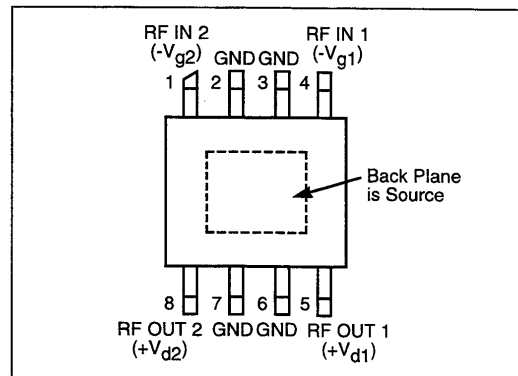 RF IN 2 RF IN 1
(-Vg2) GND GND (-Vg1)
1 2 3 4
Back Plane
is Source
8 7 6 5
RF OUT 2 GND GND RF OUT 1
(+Vd2) (+Vd1)